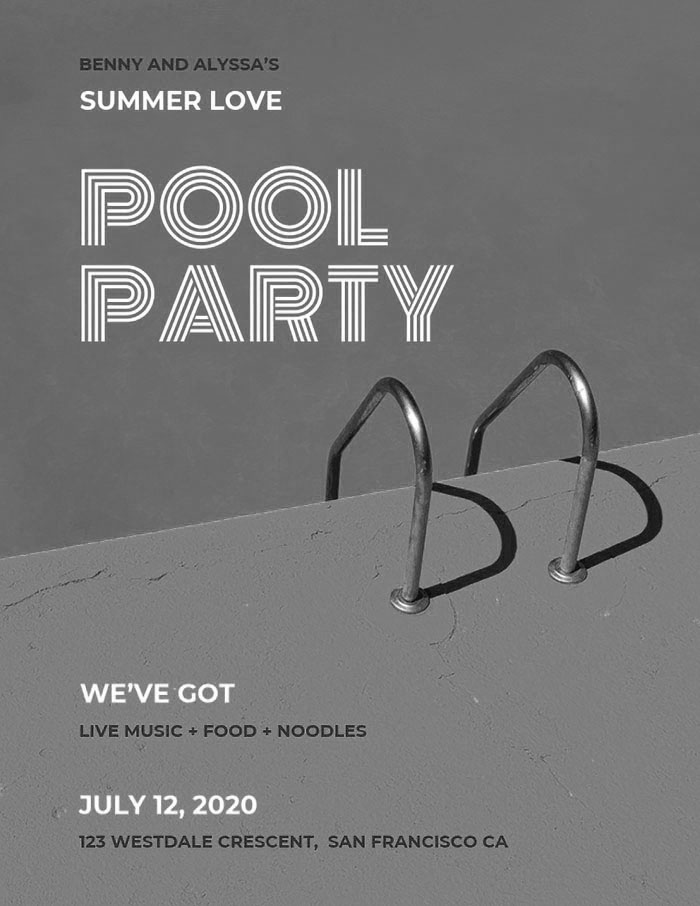 BENNY AND ALYSSA’S
SUMMER LOVE
POOL
PARTY
WE’VE GOT
LIVE MUSIC + FOOD + NOODLES
JULY 12, 2020
123 WESTDALE CRESCENT, SAN FRANCISCO CA